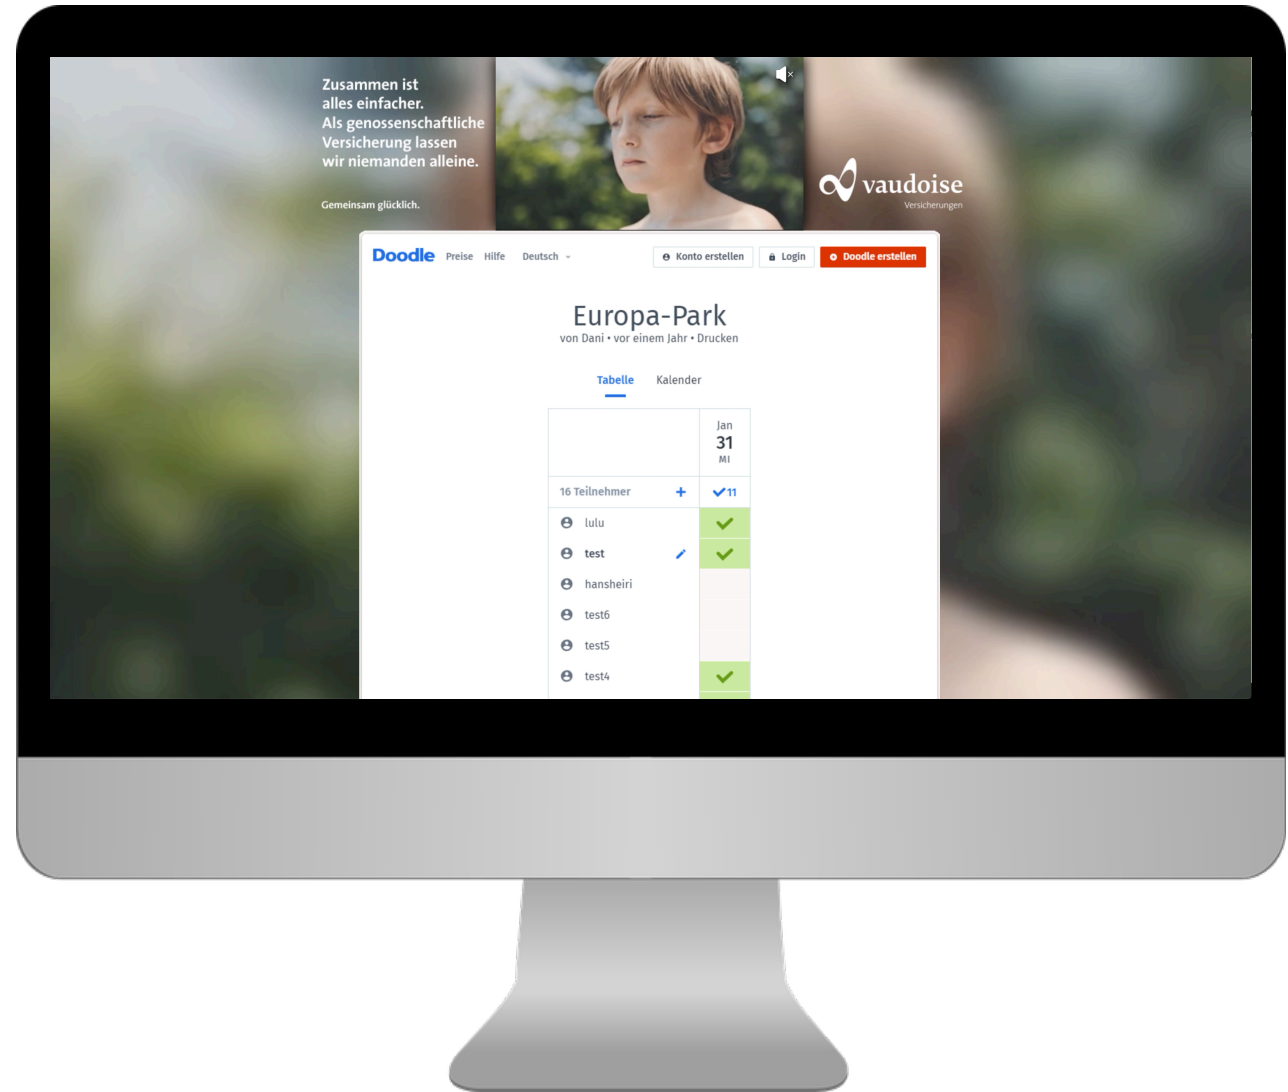 Zusammen ist
alles einfacher.
Als genossenschaftliche
Versicherung lassen
wir niemanden alleine.
Gemeinsam glücklich.
vaudoise
Versicherungen
Doodle Preise Hilfe Deutsch Konto erstellen Login Doodle erstellen
Europa-Park
von Dani • vor einem Jahr • Drucken
Tabelle Kalender
Jan
31
MI
16 Teilnehmer + 11
lulu
test
hansheiri
test6
test5
test4